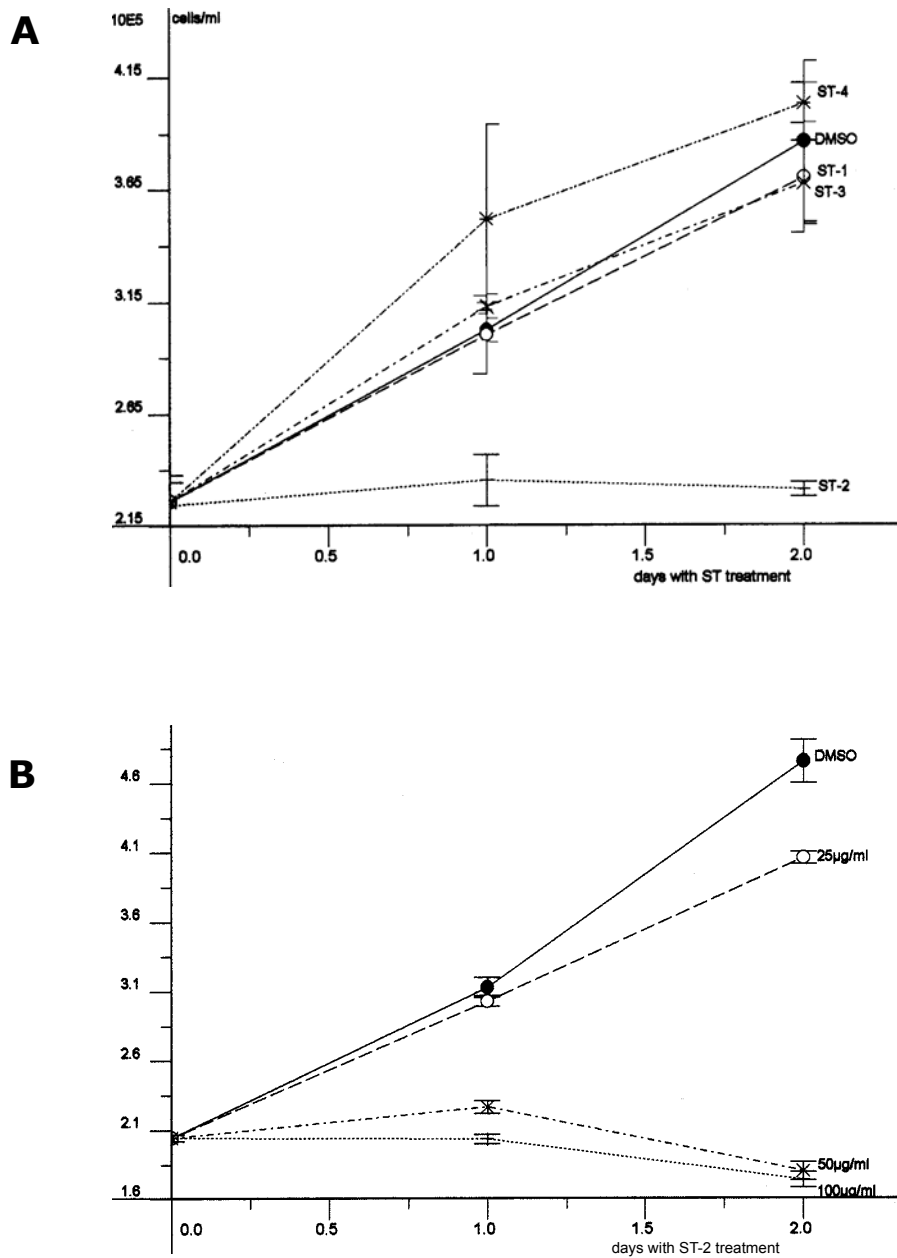 A
10E5 cells/ml
4.15
3.65
3.15
2.65
2.15
ST-4
DMSO
ST-1
ST-3
ST-2
0.0 0.5 1.0 1.5 2.0
days with ST treatment
B
4.6
4.1
3.6
3.1
2.6
2.1
1.6
DMSO
25µg/ml
50µg/ml
100µg/ml
0.0 0.5 1.0 1.5 2.0
days with ST-2 treatment